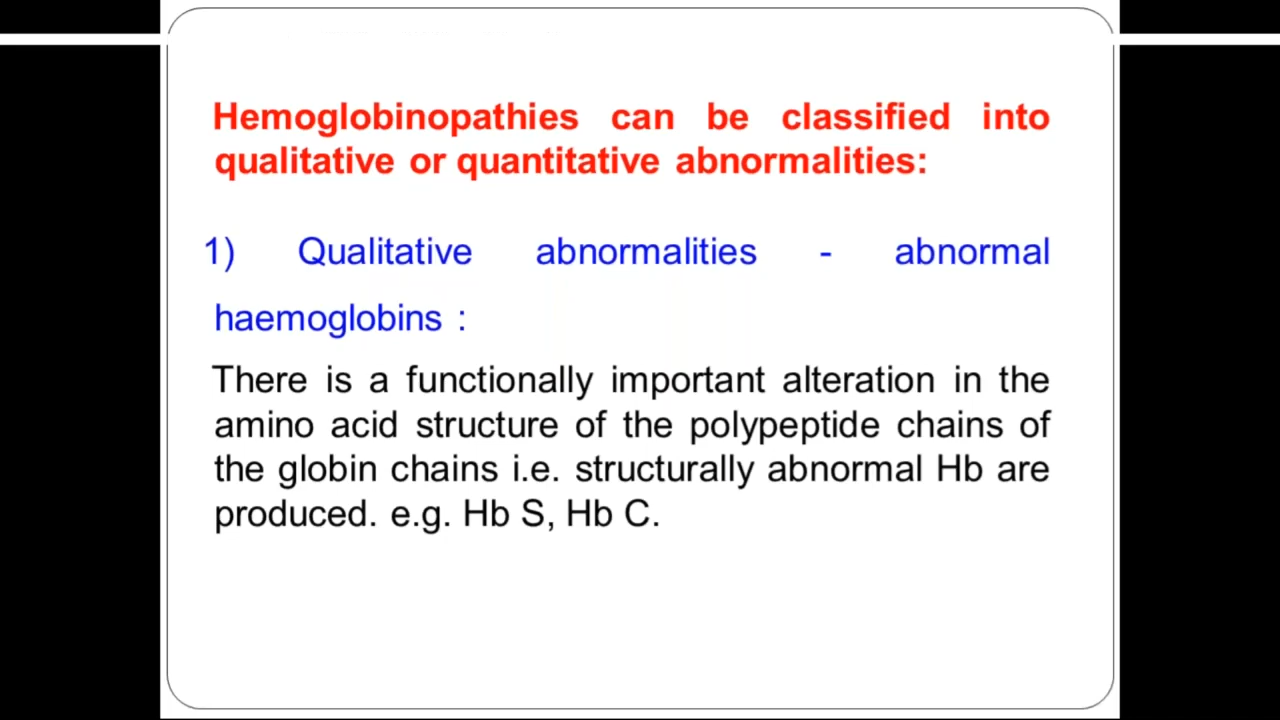 Hemoglobinopathies can be classified into
qualitative or quantitative abnormalities:
1) Qualitative abnormalities - abnormal
haemoglobins :
There is a functionally important alteration in the
amino acid structure of the polypeptide chains of
the globin chains i.e. structurally abnormal Hb are
produced. e.g. Hb S, Hb C.